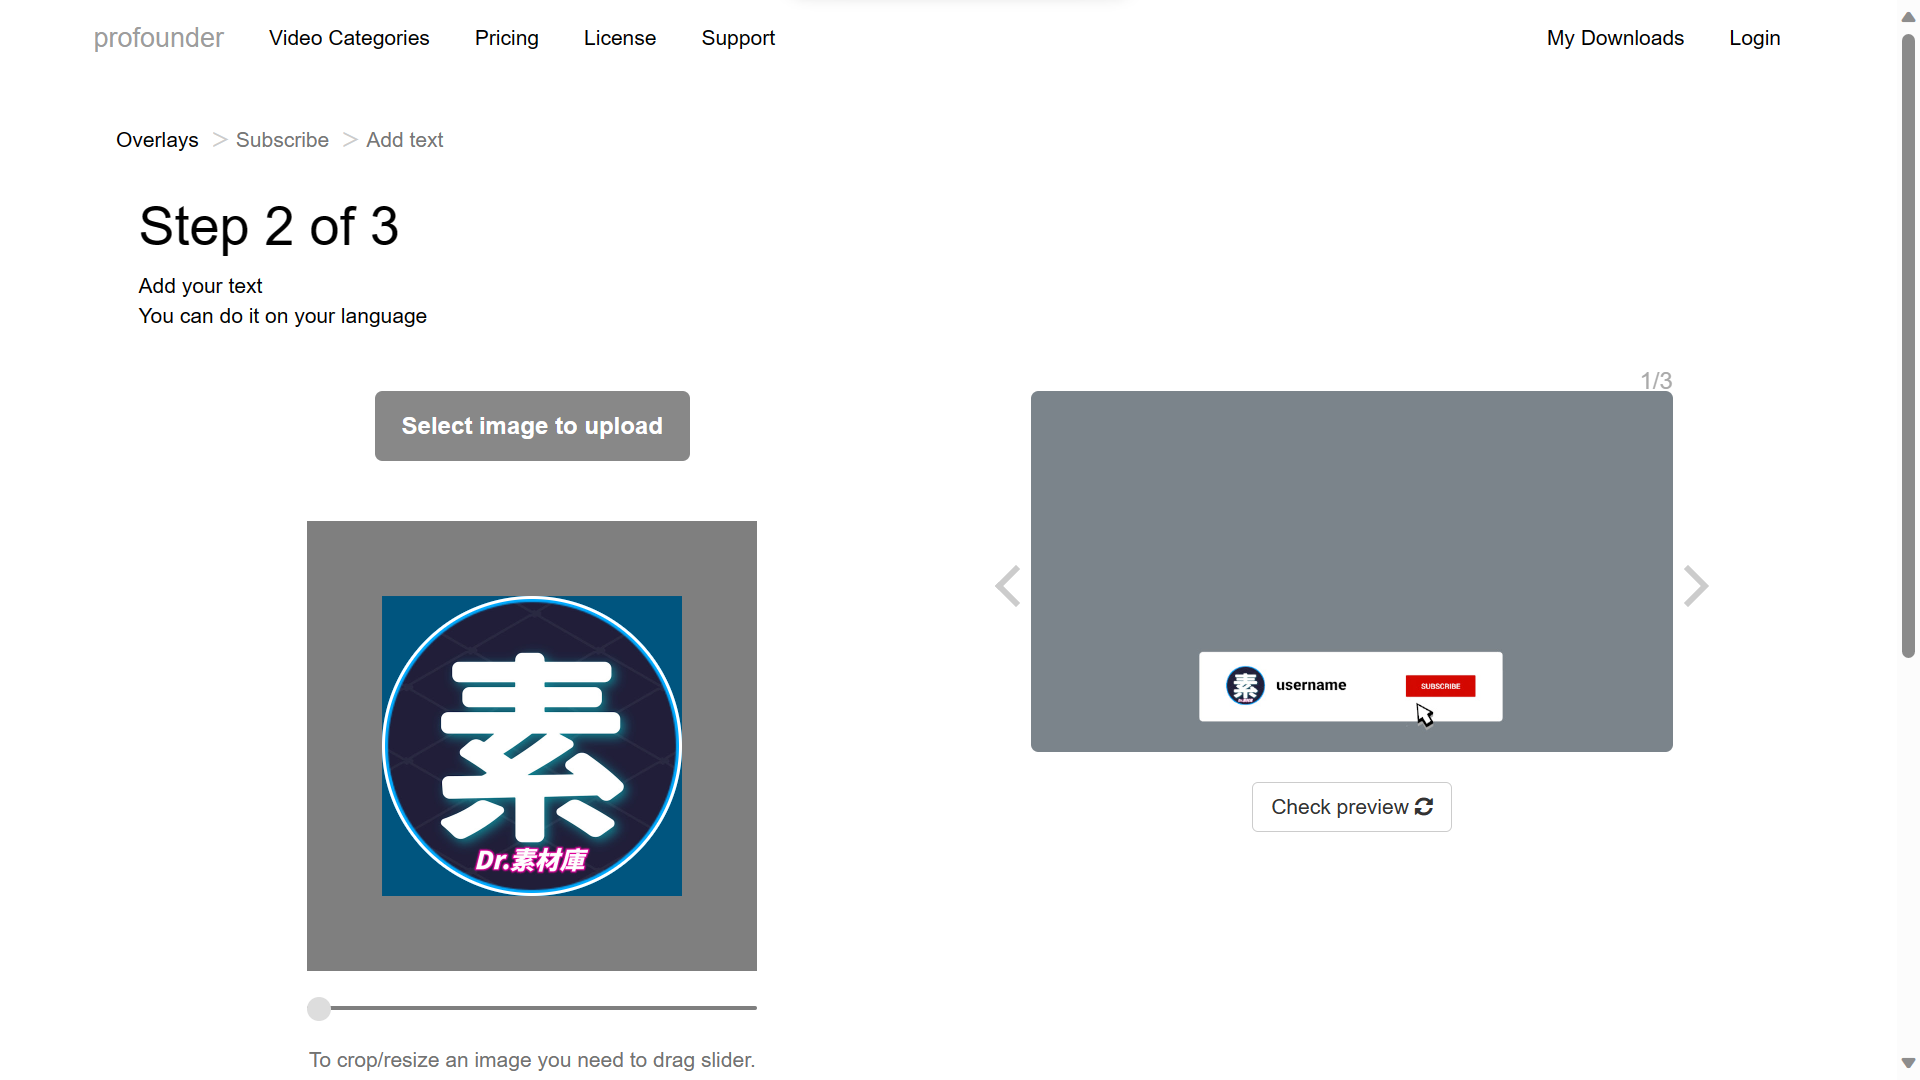 profounder
Video Categories
Pricing
License
Support
My Downloads
Login
Overlays > Subscribe > Add text
Step 2 of 3
Add your text
You can do it on your language
1/3
Select image to upload
素
Dr.素材庫
素
username
SUBSCRIBE
Check preview
To crop/resize an image you need to drag slider.